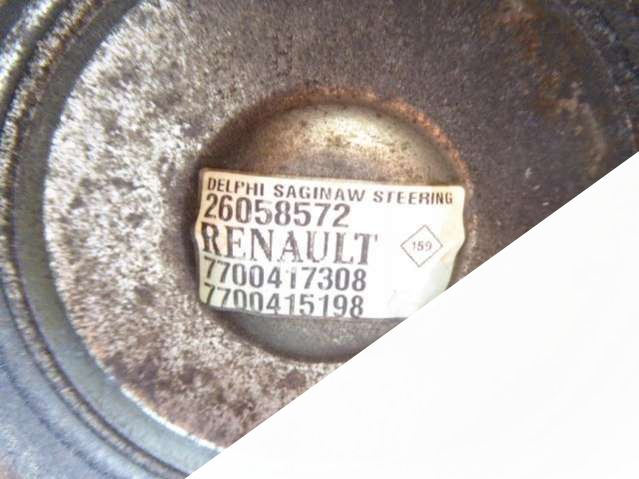 DELPHI SAGINAW STEERING
26058572
RENAULT 159
7700417308
7700415198